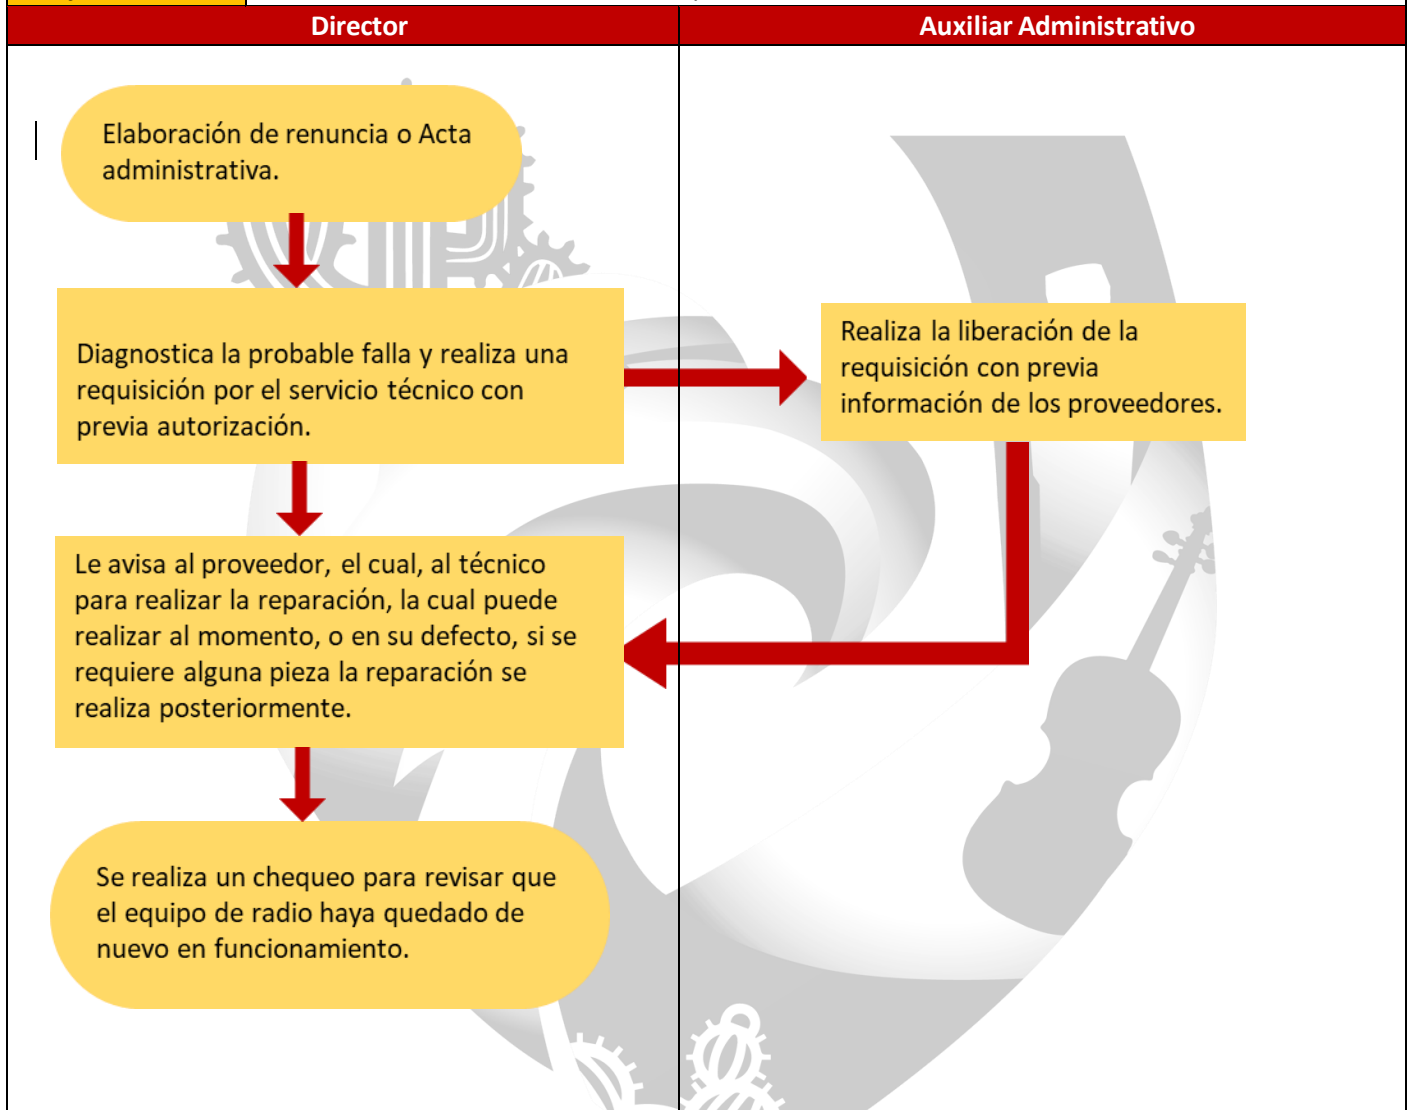 Director
Auxiliar Administrativo
Elaboración de renuncia o Acta
administrativa.
Diagnostica la probable falla y realiza una
requisición por el servicio técnico con
previa autorización.
Realiza la liberación de la
requisición con previa
información de los proveedores.
Le avisa al proveedor, el cual, al técnico
para realizar la reparación, la cual puede
realizar al momento, o en su defecto, si se
requiere alguna pieza la reparación se
realiza posteriormente.
Se realiza un chequeo para revisar que
el equipo de radio haya quedado de
nuevo en funcionamiento.